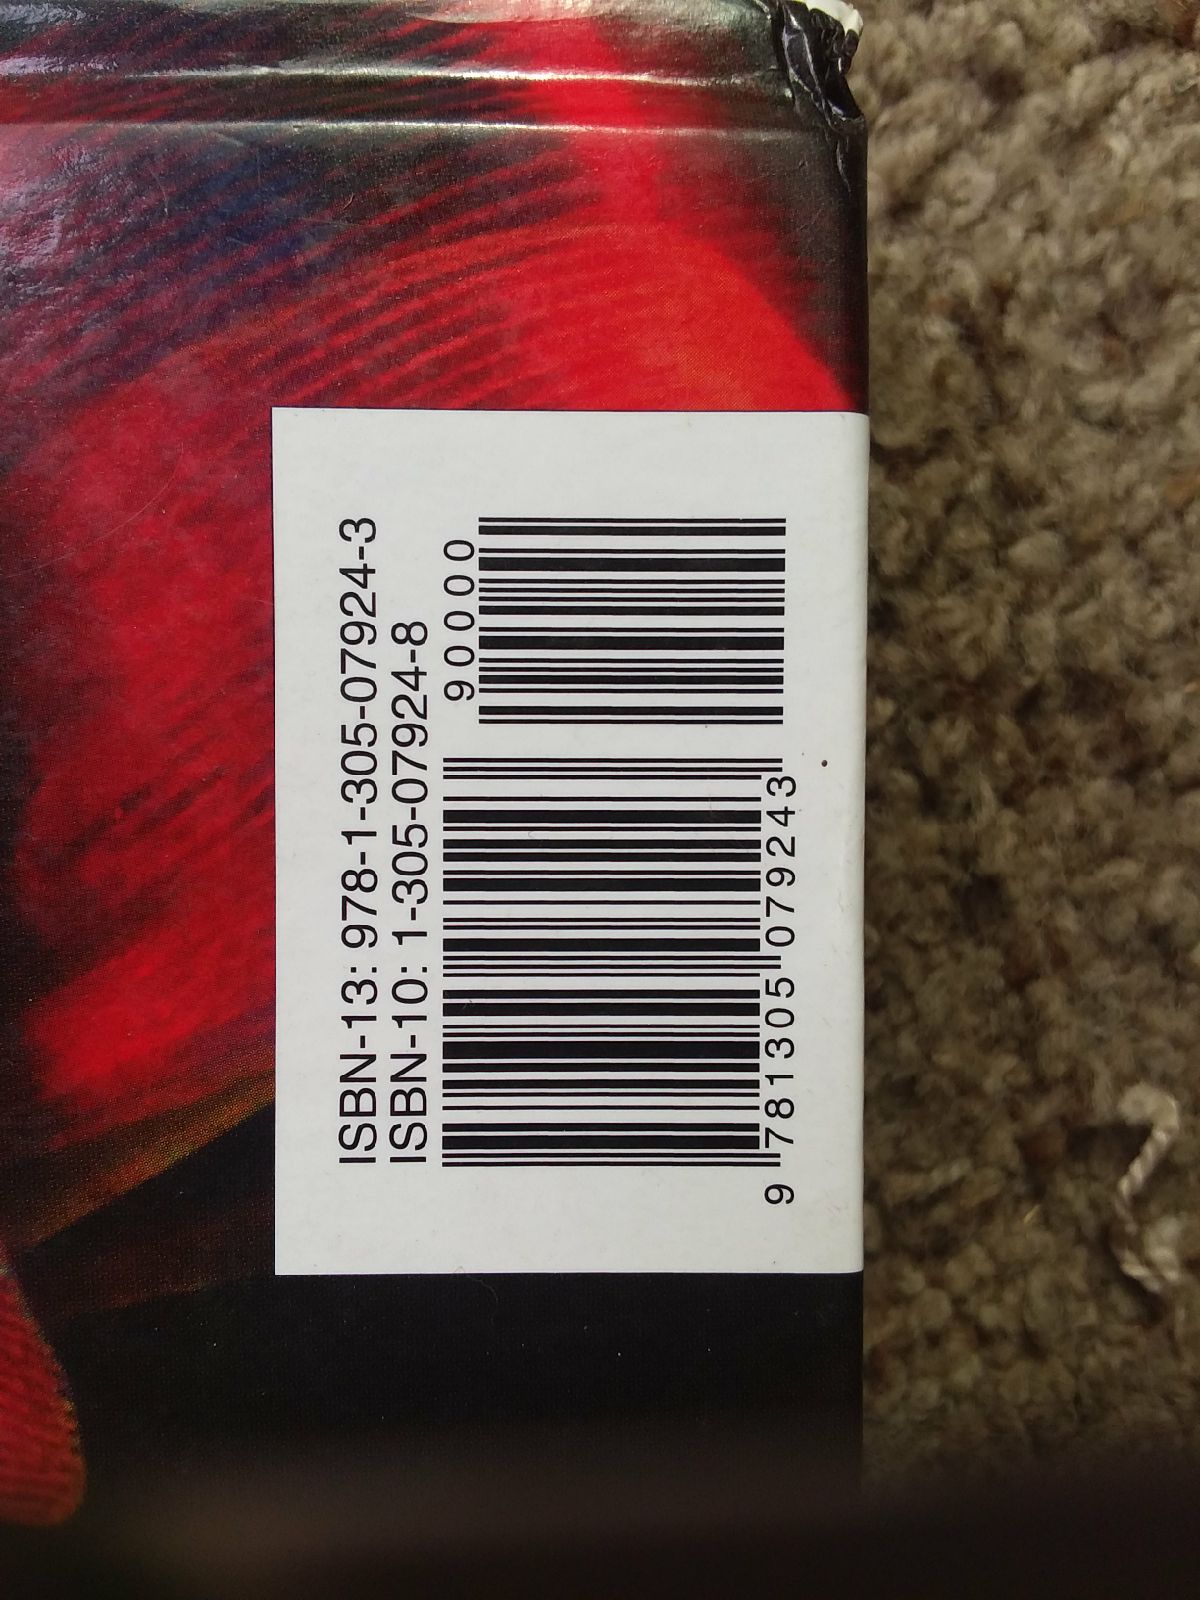 ISBN-13: 978-1-305-07924-3
ISBN-10: 1-305-07924-8
90000
9 781305 079243